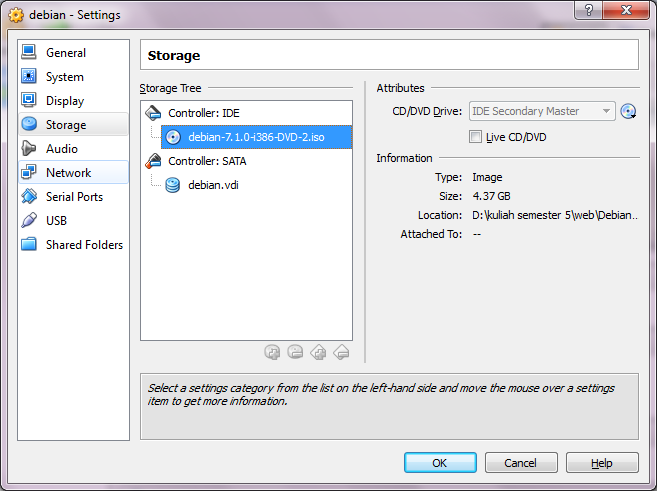 debian - Settings
General
System
Display
Storage
Audio
Network
Serial Ports
USB
Shared Folders
Storage
Storage Tree
Controller: IDE
debian-7.1.0-i386-DVD-2.iso
Controller: SATA
debian.vdi
Attributes
CD/DVD Drive: IDE Secondary Master
Live CD/DVD
Information
Type: Image
Size: 4.37 GB
Location: D:\kuliah semester 5\web\Debian..
Attached To: --
Select a settings category from the list on the left-hand side and move the mouse over a settings
item to get more information.
OK Cancel Help